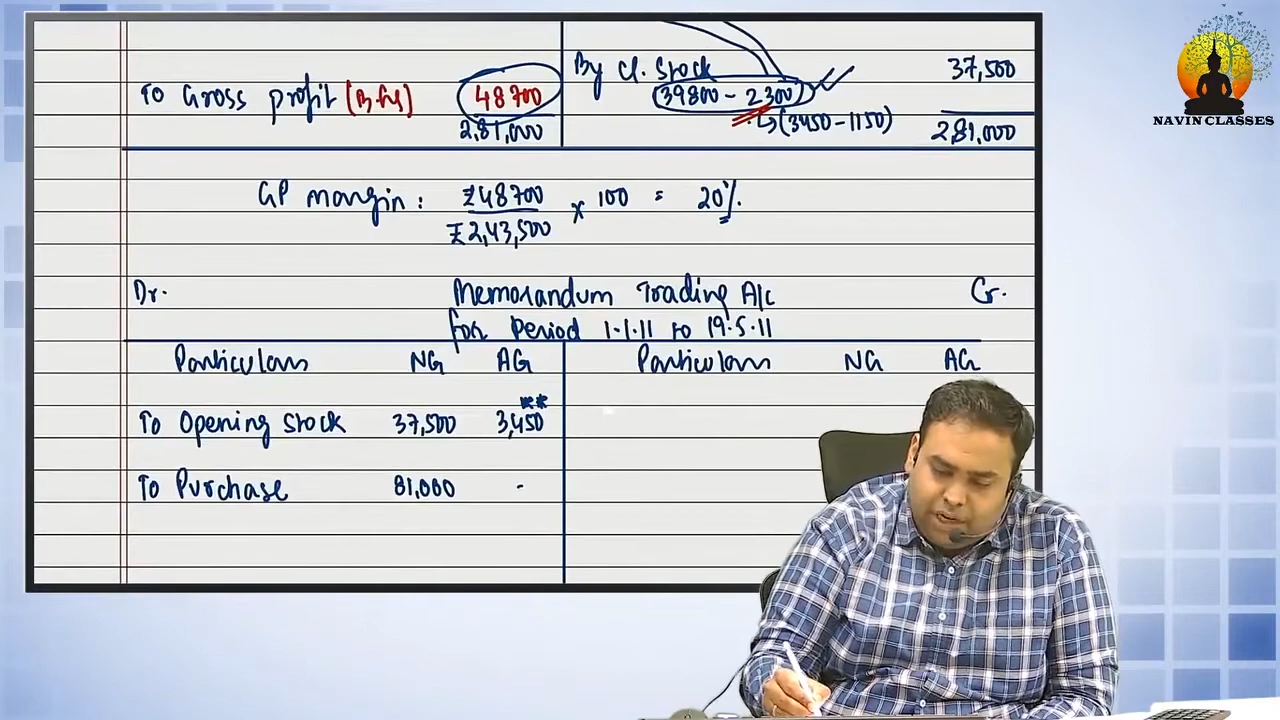 By Cl. Stock 37,500
To Gross profit (Bfg) 48700 (39800 - 2300)
↳(3450-1150)
2,81,000 2,81,000
GP margin: ₹48700 / ₹2,43,500 × 100 = 20%.
Dr. Memorandum Trading A/c Cr.
for period 1.1.11 to 19.5.11
Particulars NG AG Particulars NG AG
To Opening Stock 37,500 3,450**
To Purchase 81,000 -
NAVIN CLASSES